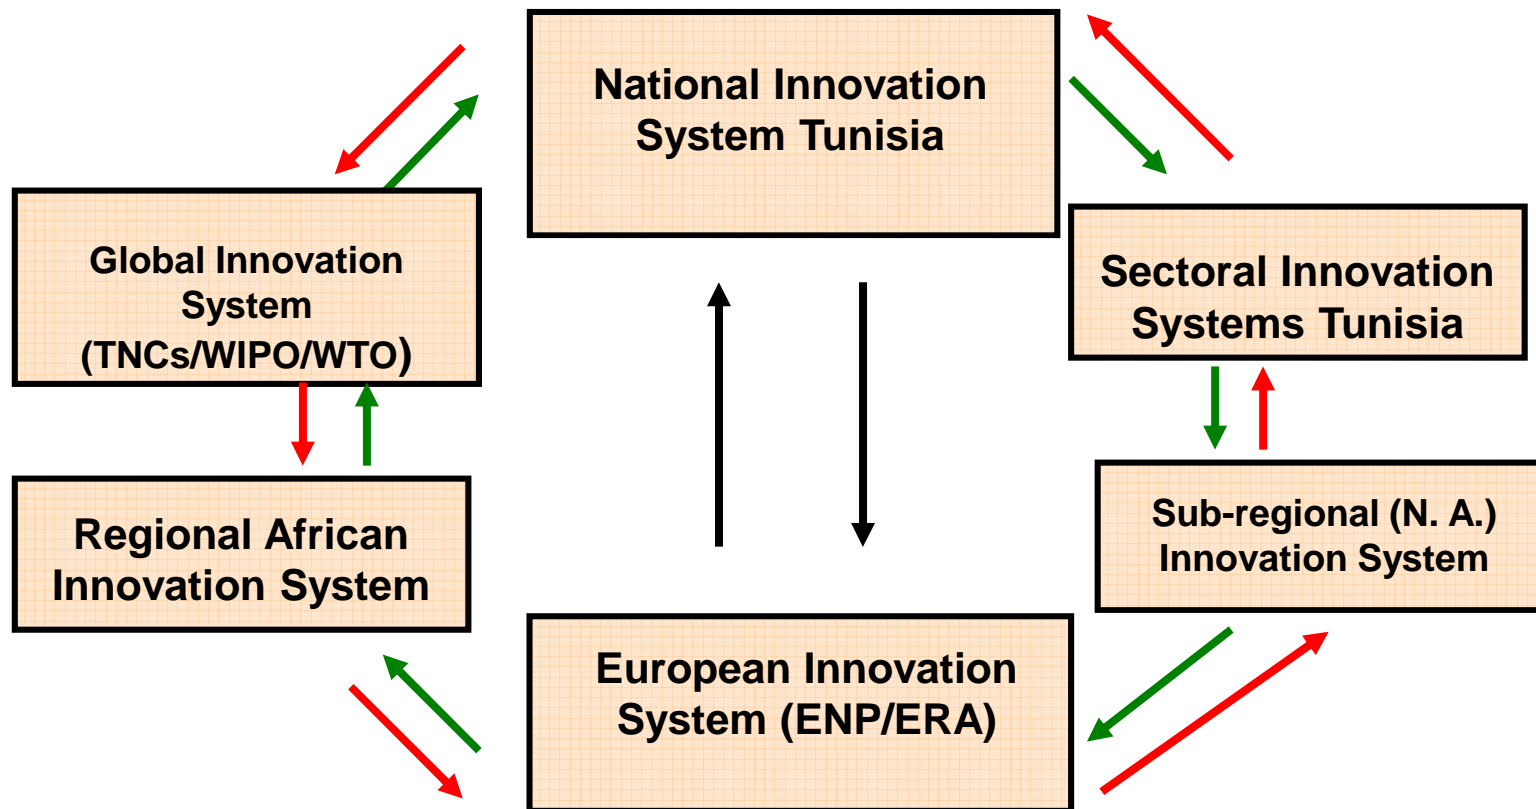 National Innovation
System Tunisia
Global Innovation
System
(TNCs/WIPO/WTO)
Sectoral Innovation
Systems Tunisia
Regional African
Innovation System
Sub-regional (N. A.)
Innovation System
European Innovation
System (ENP/ERA)